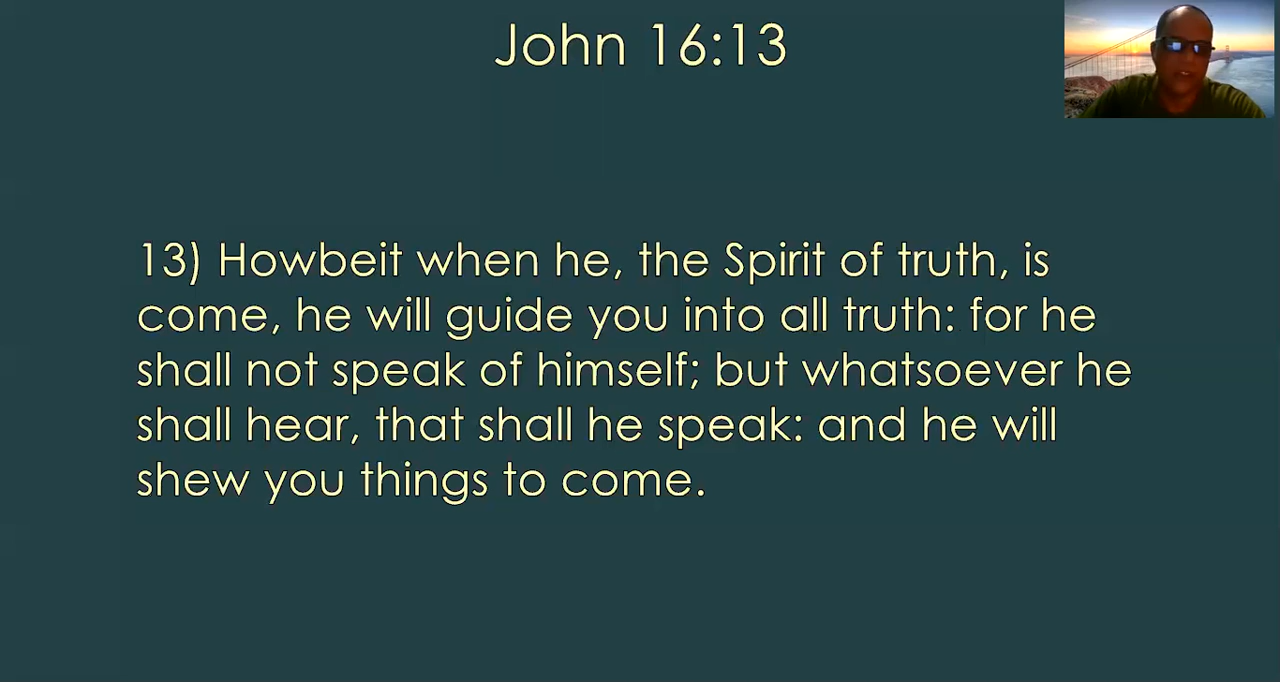 John 16:13
13) Howbeit when he, the Spirit of truth, is
come, he will guide you into all truth: for he
shall not speak of himself; but whatsoever he
shall hear, that shall he speak: and he will
shew you things to come.